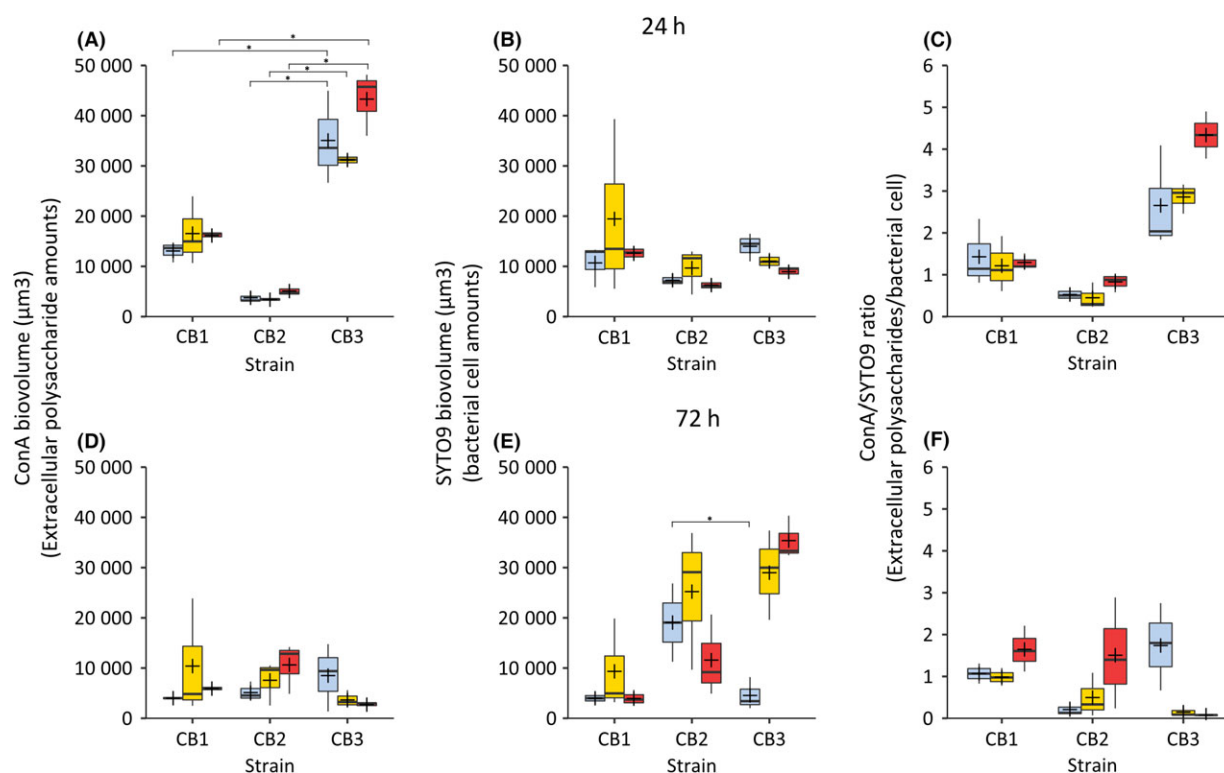 24 h
(A)
*
*
*
*
*
ConA biovolume (µm3)
(Extracellular polysaccharide amounts)
50 000
40 000
30 000
20 000
10 000
0
CB1 CB2 CB3
Strain
(B)
SYTO9 biovolume (µm3)
(bacterial cell amounts)
50 000
40 000
30 000
20 000
10 000
0
CB1 CB2 CB3
Strain
(C)
ConA/SYTO9 ratio
(Extracellular polysaccharides/bacterial cell)
6
5
4
3
2
1
0
CB1 CB2 CB3
Strain
72 h
(D)
50 000
40 000
30 000
20 000
10 000
0
CB1 CB2 CB3
Strain
(E)
*
50 000
40 000
30 000
20 000
10 000
0
CB1 CB2 CB3
Strain
(F)
6
5
4
3
2
1
0
CB1 CB2 CB3
Strain